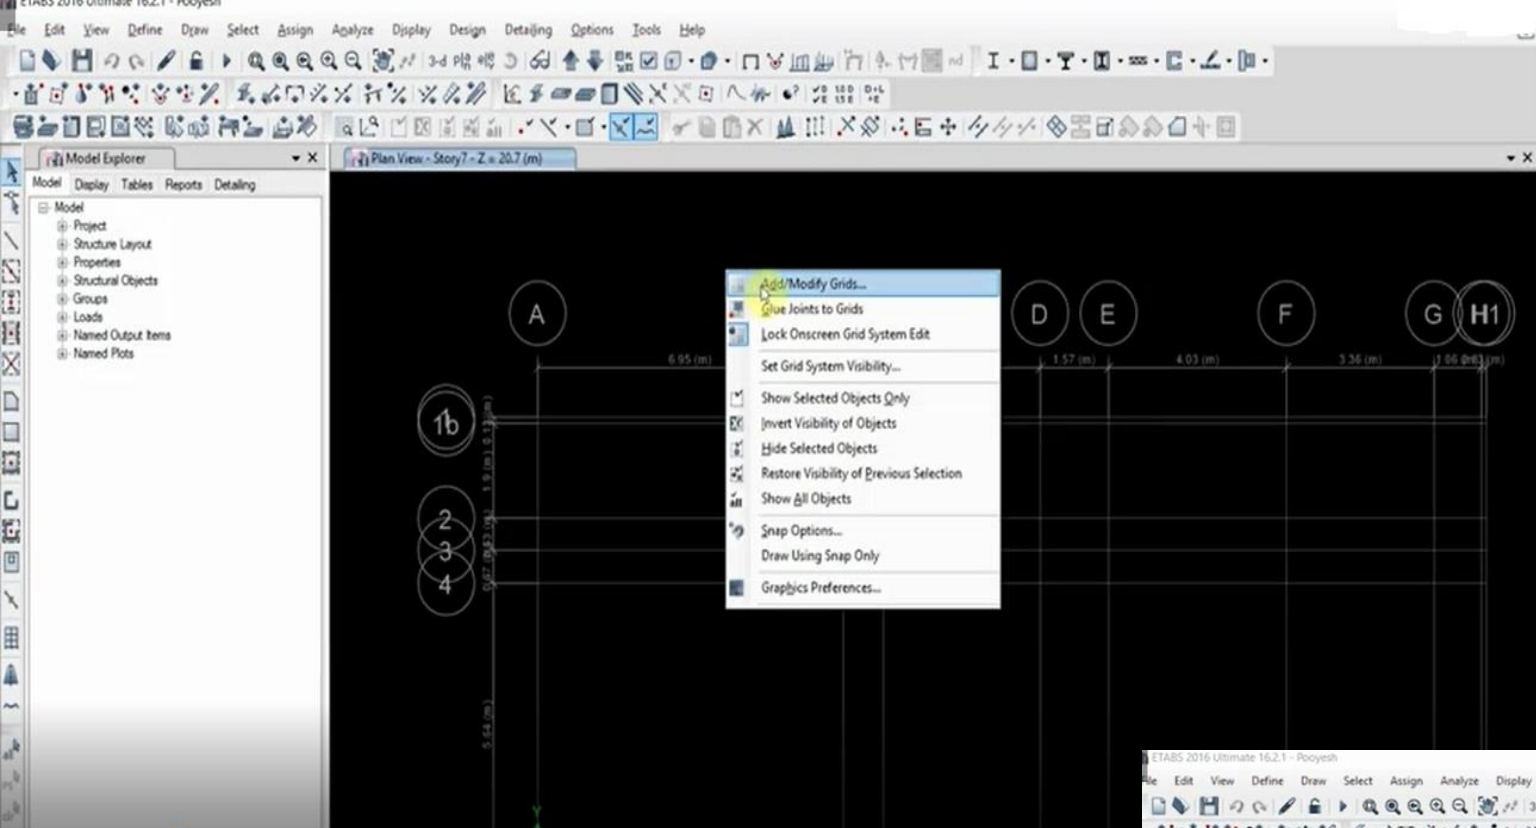 ETABS 2016 Ultimate 16.2.1 - Pooyesh
File Edit View Define Draw Select Assign Analyze Display Design Detailing Options Tools Help
3-d
nd
Model Explorer
Plan View - Story7 - Z = 20.7 (m)
Model Display Tables Reports Detailing
Model
Project
Structure Layout
Properties
Structural Objects
Groups
Loads
Named Output Items
Named Plots
Add/Modify Grids...
Glue Joints to Grids
Lock Onscreen Grid System Edit
Set Grid System Visibility...
Show Selected Objects Only
Invert Visibility of Objects
Hide Selected Objects
Restore Visibility of Previous Selection
Show All Objects
Snap Options...
Draw Using Snap Only
Graphics Preferences...
A D E F G H1
6.95 (m) 1.57 (m) 4.03 (m) 3.36 (m)
1b
2
3
4
5.64 (m)
Y
ETABS 2016 Ultimate 16.2.1 - Pooyesh
Edit View Define Draw Select Assign Analyze Display